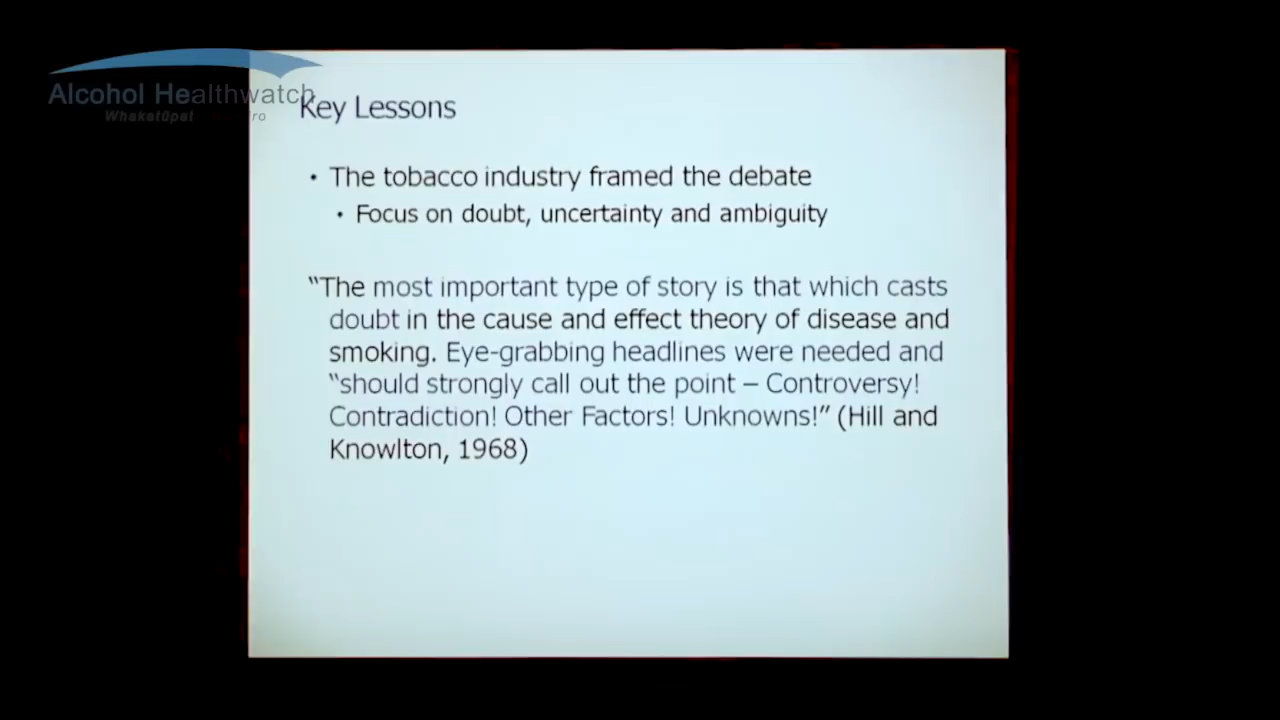 Alcohol Healthwatch
Whakatūpai
Key Lessons
• The tobacco industry framed the debate
• Focus on doubt, uncertainty and ambiguity
“The most important type of story is that which casts
doubt in the cause and effect theory of disease and
smoking. Eye-grabbing headlines were needed and
“should strongly call out the point – Controversy!
Contradiction! Other Factors! Unknowns!” (Hill and
Knowlton, 1968)